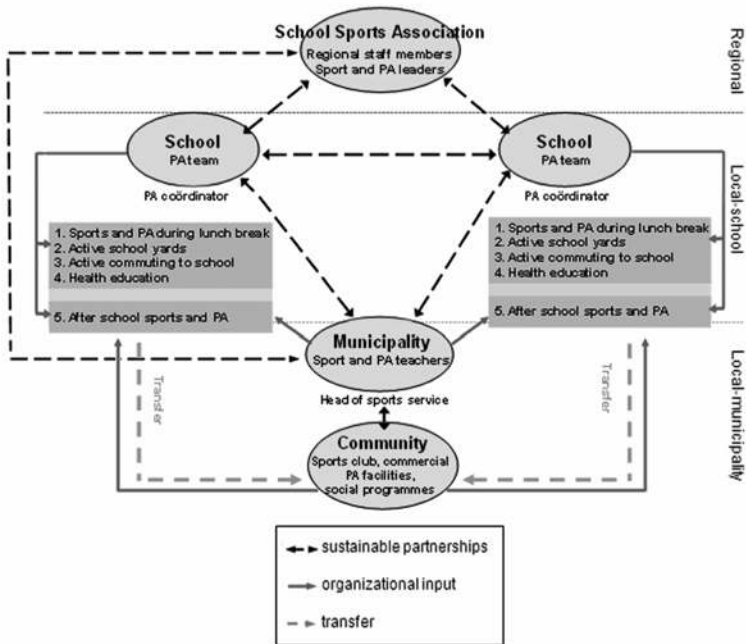 School Sports Association
Regional staff members
Sport and PA leaders
Regional
School
PA team
School
PA team
PA coördinator
PA coördinator
Local-school
1. Sports and PA during lunch break
2. Active school yards
3. Active commuting to school
4. Health education
5. After school sports and PA
1. Sports and PA during lunch break
2. Active school yards
3. Active commuting to school
4. Health education
5. After school sports and PA
Municipality
Sport and PA teachers
Head of sports service
Transfer
Transfer
Local-municipality
Community
Sports club, commercial
PA facilities,
social programmes
sustainable partnerships
organizational input
transfer